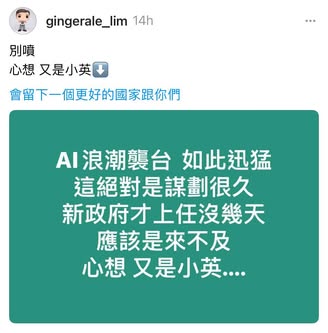 gingerale_lim 14h
別噴
心想 又是小英⬇️
會留下一個更好的國家跟你們
AI浪潮襲台 如此迅猛
這絕對是謀劃很久
新政府才上任沒幾天
應該是來不及
心想 又是小英....